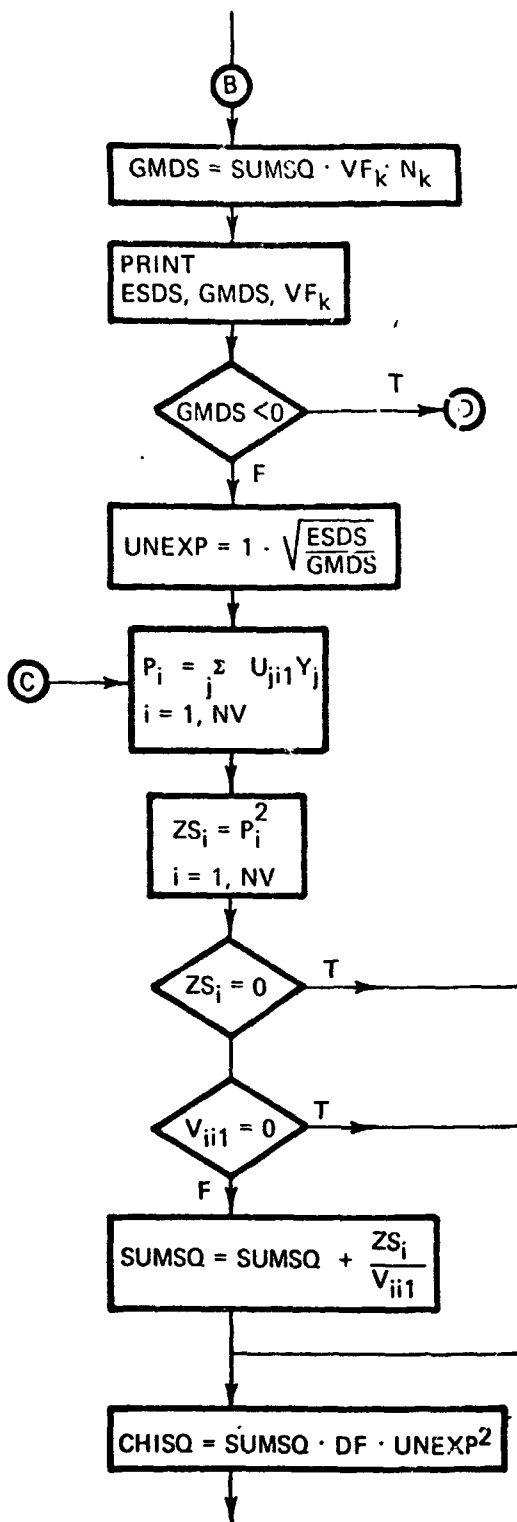 B
GMDS = SUMSQ · VF_k · N_k
PRINT
ESDS, GMDS, VF_k
GMDS <0
T
F
UNEXP = 1 · √(ESDS/GMDS)
C
P_i = _j Σ U_ji1 Y_j
i = 1, NV
ZS_i = P_i^2
i = 1, NV
ZS_i = 0
T
V_ii1 = 0
T
F
SUMSQ = SUMSQ + ZS_i/V_ii1
CHISQ = SUMSQ · DF · UNEXP^2